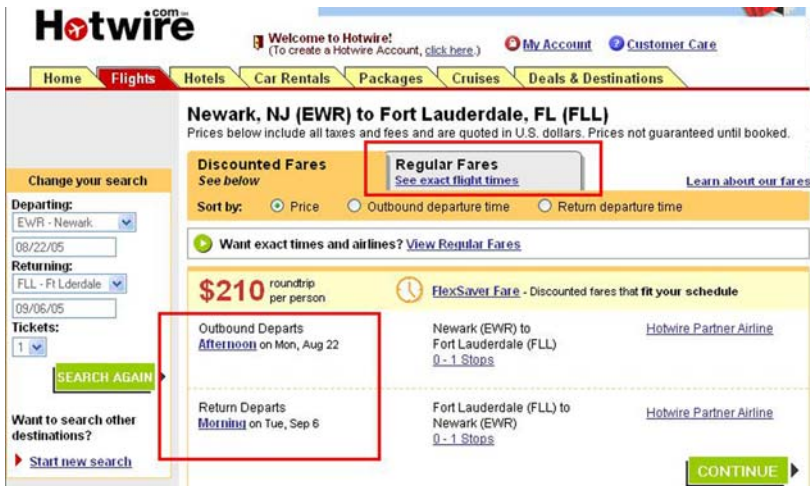 Hotwire.com
Welcome to Hotwire!
(To create a Hotwire Account, click here.)
My Account
Customer Care
Home
Flights
Hotels
Car Rentals
Packages
Cruises
Deals & Destinations
Newark, NJ (EWR) to Fort Lauderdale, FL (FLL)
Prices below include all taxes and fees and are quoted in U.S. dollars. Prices not guaranteed until booked.
Change your search
Departing:
EWR - Newark
08/22/05
Returning:
FLL - Ft Lderdale
09/06/05
Tickets:
1
SEARCH AGAIN
Want to search other
destinations?
Start new search
Discounted Fares
See below
Regular Fares
See exact flight times
Learn about our fares
Sort by:
Price
Outbound departure time
Return departure time
Want exact times and airlines? View Regular Fares
$210 roundtrip
per person
FlexSaver Fare - Discounted fares that fit your schedule
Outbound Departs
Afternoon on Mon, Aug 22
Newark (EWR) to
Fort Lauderdale (FLL)
0 - 1 Stops
Hotwire Partner Airline
Return Departs
Morning on Tue, Sep 6
Fort Lauderdale (FLL) to
Newark (EWR)
0 - 1 Stops
Hotwire Partner Airline
CONTINUE